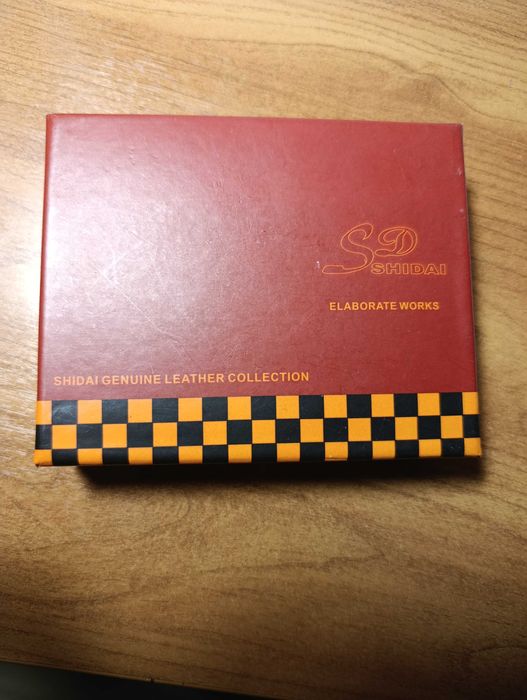 SD
SHIDAI
ELABORATE WORKS
SHIDAI GENUINE LEATHER COLLECTION